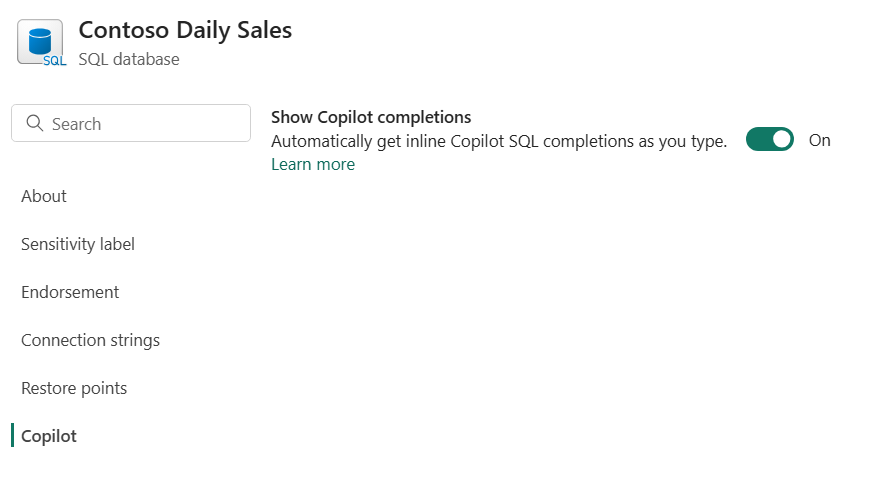 Contoso Daily Sales
SQL
SQL database
Search
Show Copilot completions
Automatically get inline Copilot SQL completions as you type.
On
Learn more
About
Sensitivity label
Endorsement
Connection strings
Restore points
Copilot